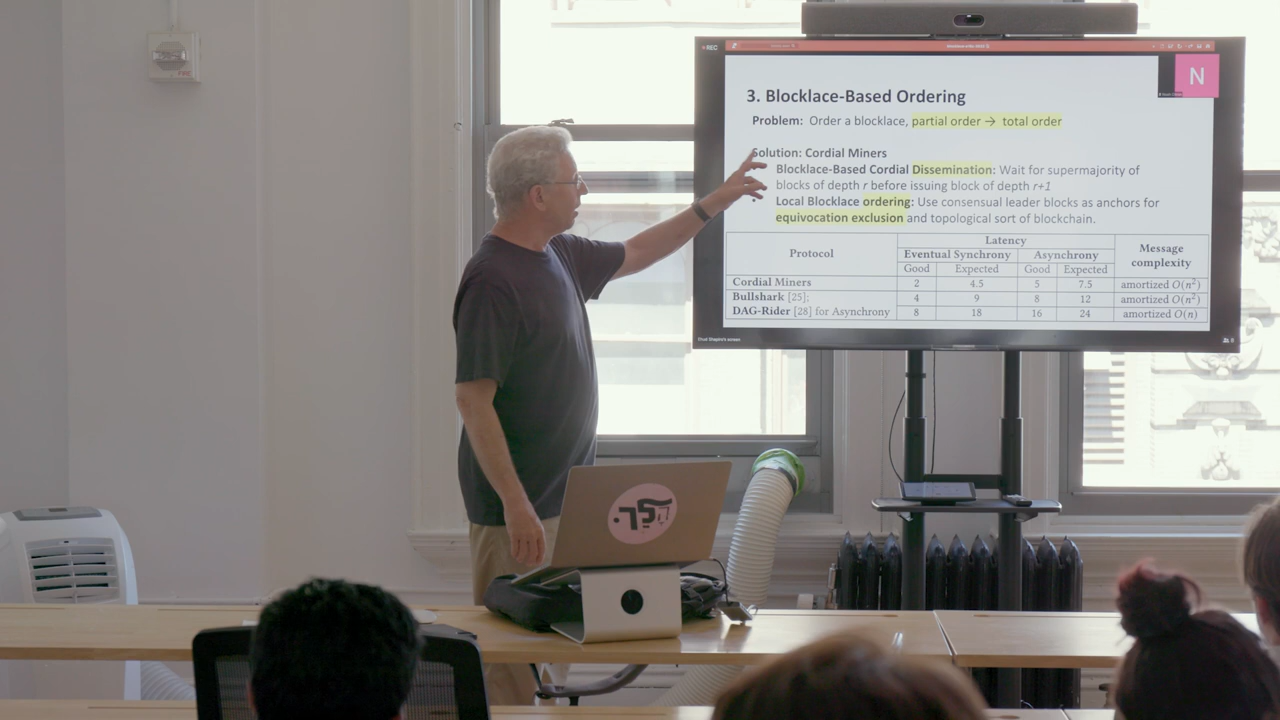 REC
N
3. Blocklace-Based Ordering
Problem: Order a blocklace, partial order → total order
Solution: Cordial Miners
Blocklace-Based Cordial Dissemination: Wait for supermajority of
blocks of depth r before issuing block of depth r+1
Local Blocklace ordering: Use consensual leader blocks as anchors for
equivocation exclusion and topological sort of blockchain.
Protocol Latency Message complexity
Eventual Synchrony Asynchrony
Good Expected Good Expected
Cordial Miners 2 4.5 5 7.5 amortized O(n²)
Bullshark [25]; 4 9 8 12 amortized O(n²)
DAG-Rider [28] for Asynchrony 8 18 16 24 amortized O(n)
Ehud Shapiro's screen